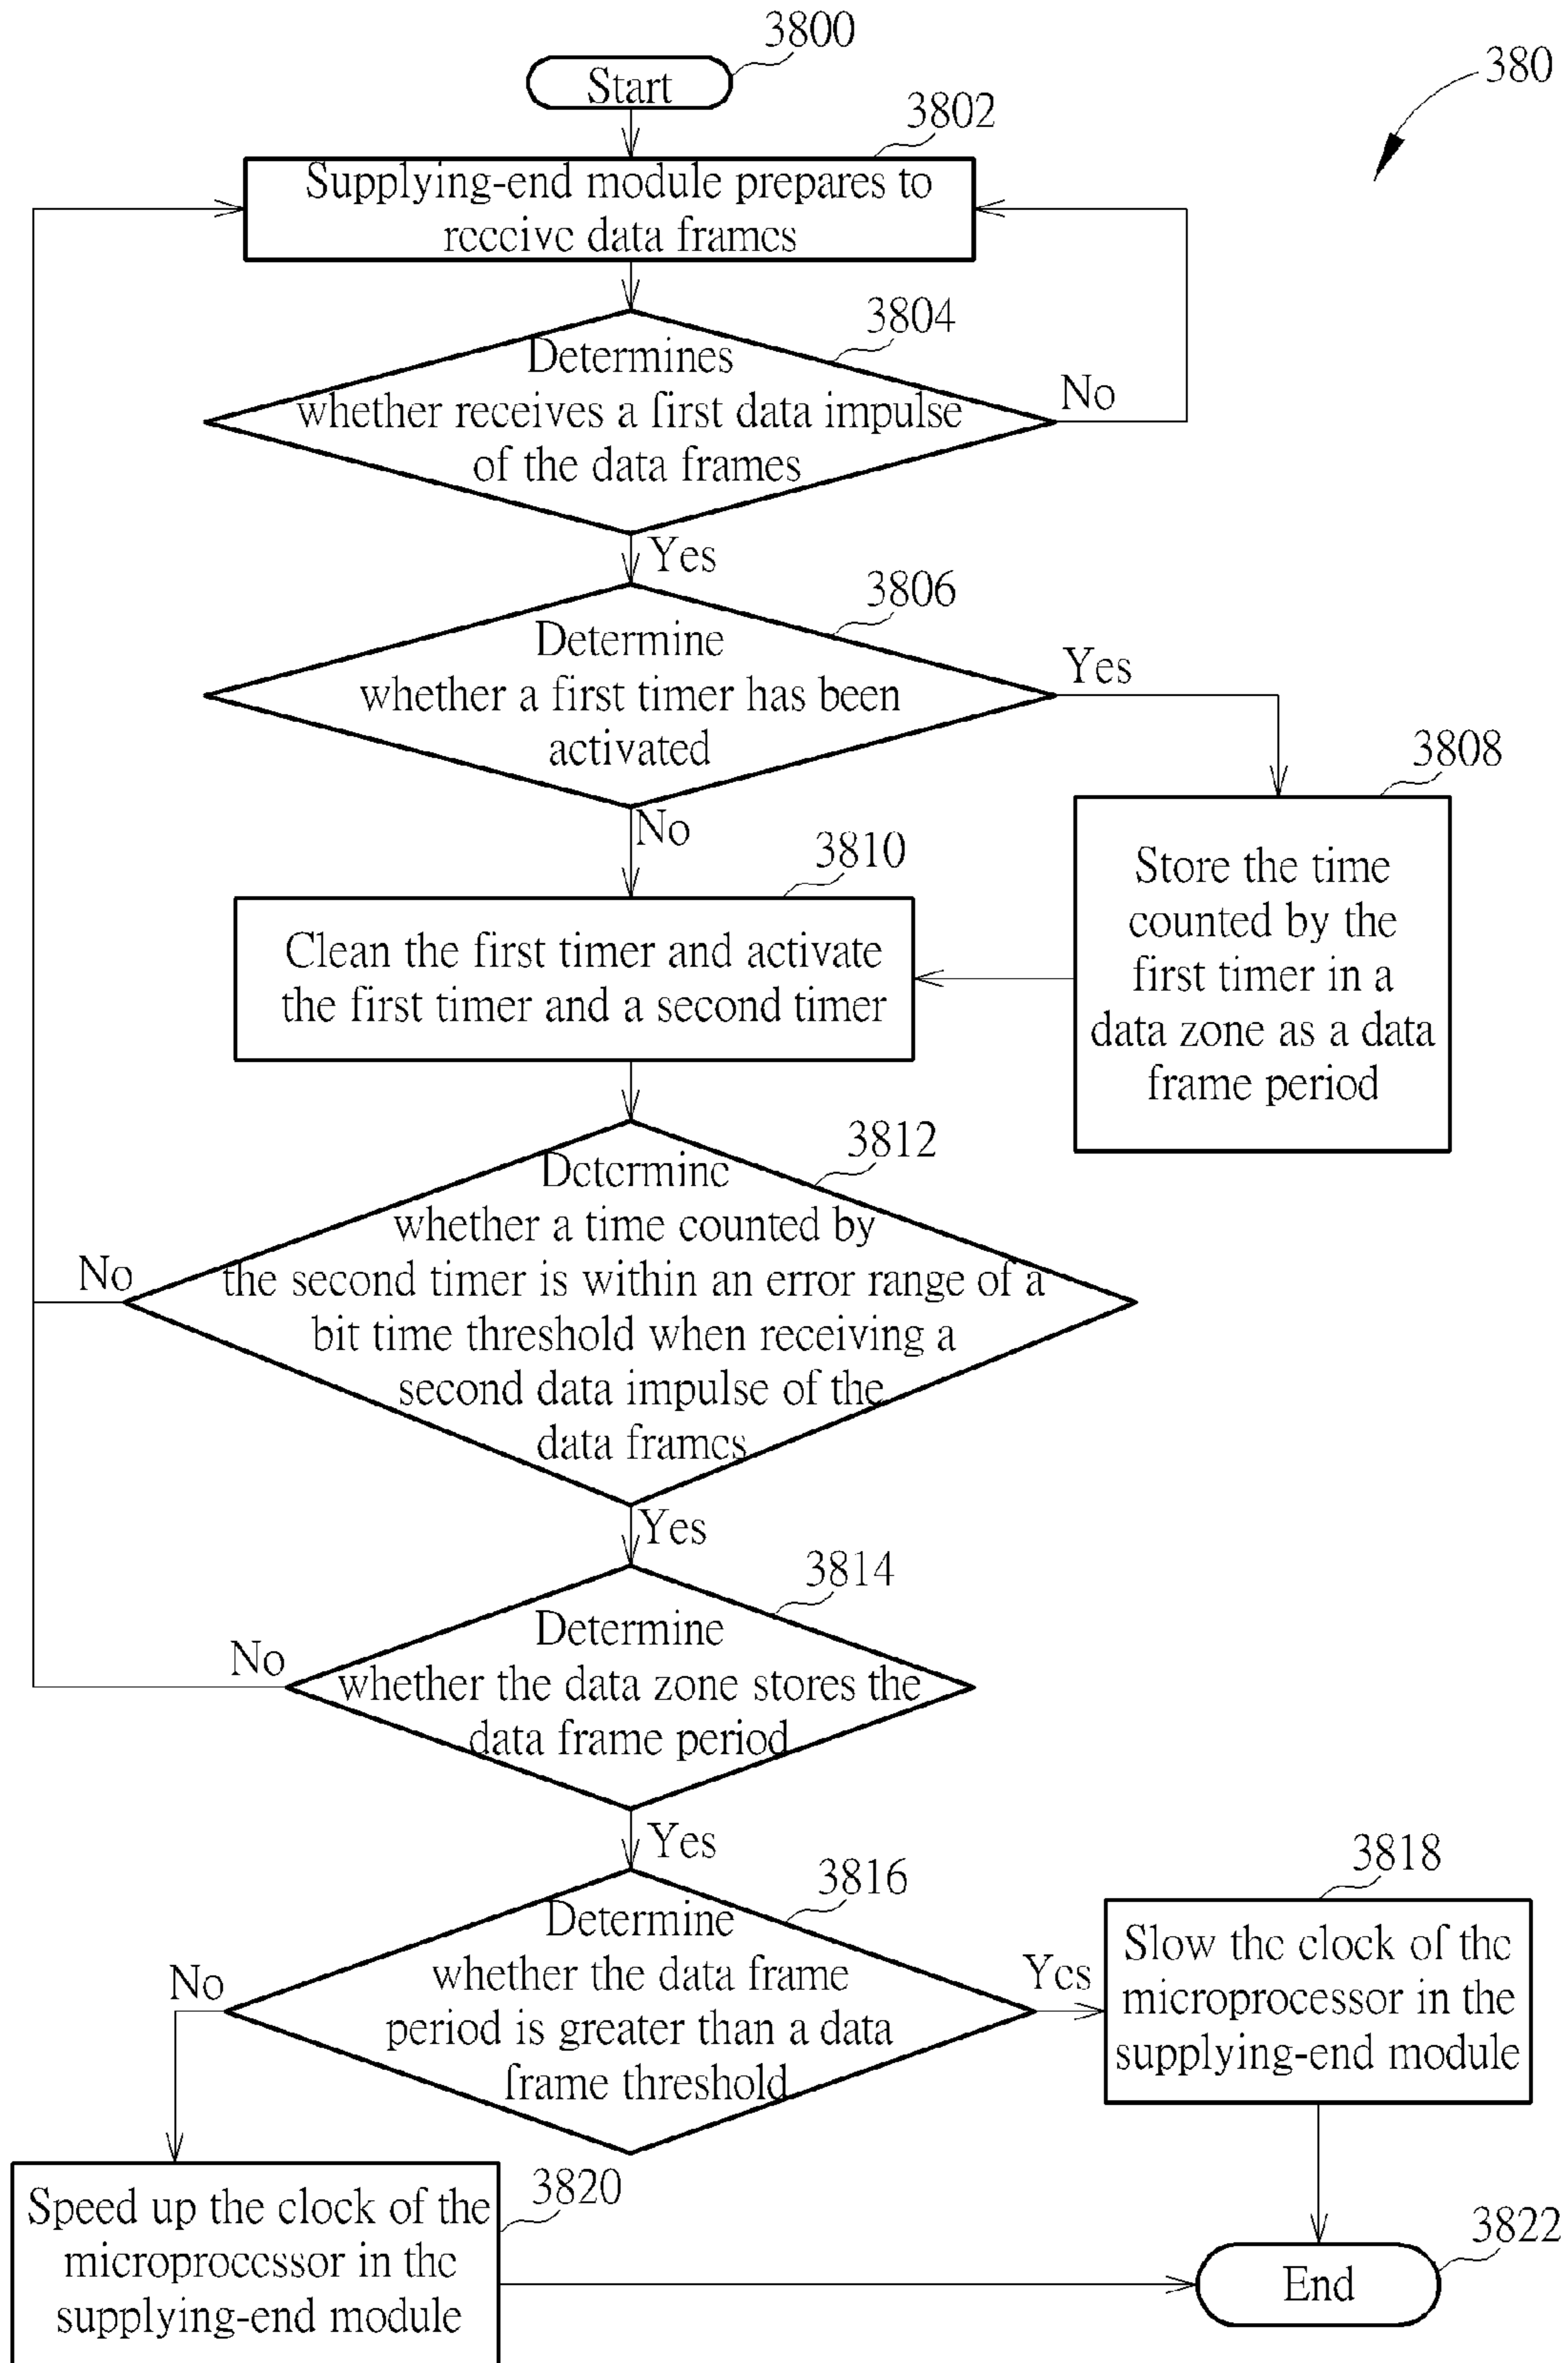 3800
Start
380
3802
Supplying-end module prepares to
receive data frames
3804
Determines
whether receives a first data impulse
of the data frames
No
Yes
3806
Determine
whether a first timer has been
activated
Yes
No
3808
Store the time
counted by the
first timer in a
data zone as a data
frame period
3810
Clean the first timer and activate
the first timer and a second timer
3812
Determine
whether a time counted by
the second timer is within an error range of a
bit time threshold when receiving a
second data impulse of the
data frames
No
Yes
3814
Determine
whether the data zone stores the
data frame period
No
Yes
3816
Determine
whether the data frame
period is greater than a data
frame threshold
No
Yes
3818
Slow the clock of the
microprocessor in the
supplying-end module
3820
Speed up the clock of the
microprocessor in the
supplying-end module
3822
End